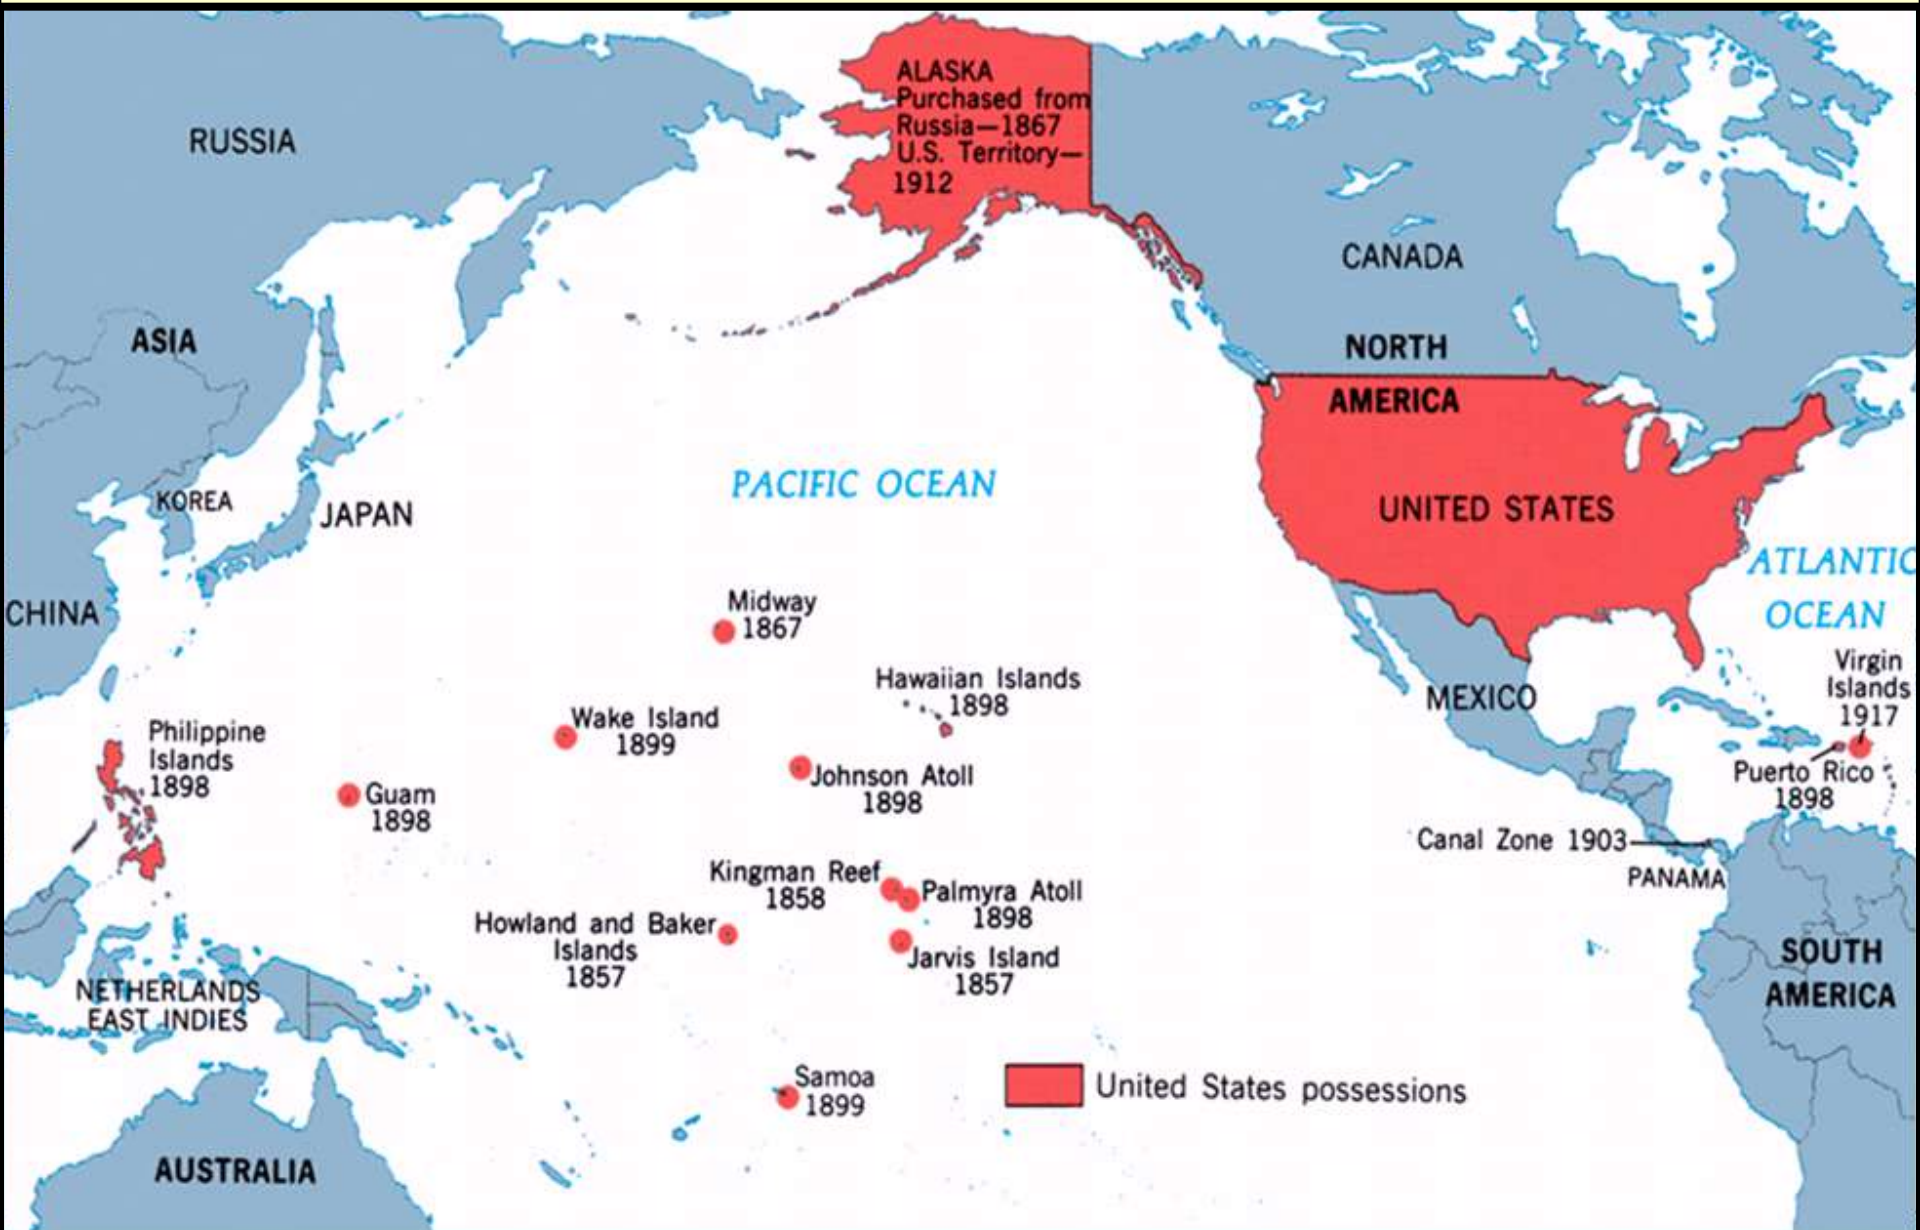 ALASKA
Purchased from
Russia—1867
U.S. Territory—
1912
RUSSIA
CANADA
ASIA
NORTH
AMERICA
PACIFIC OCEAN
KOREA
JAPAN
UNITED STATES
ATLANTIC
OCEAN
CHINA
Midway
1867
Virgin
Islands
1917
Hawaiian Islands
1898
MEXICO
Wake Island
1899
Philippine
Islands
1898
Johnson Atoll
1898
Puerto Rico
1898
Guam
1898
Canal Zone 1903
PANAMA
Kingman Reef
1858
Palmyra Atoll
1898
Howland and Baker
Islands
1857
Jarvis Island
1857
SOUTH
AMERICA
NETHERLANDS
EAST INDIES
Samoa
1899
United States possessions
AUSTRALIA